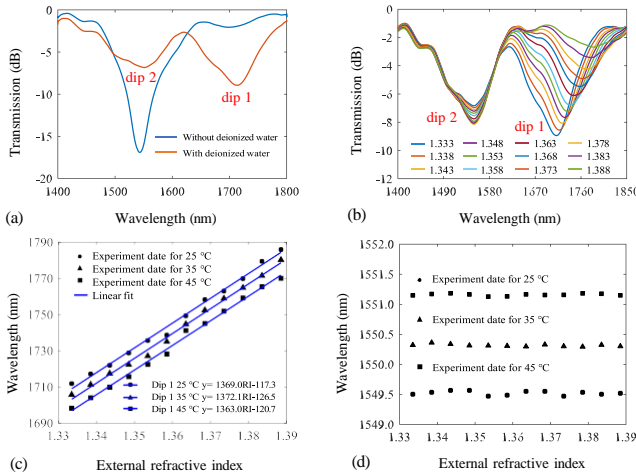 0
-5
-10
-15
-20
Transmission (dB)
dip 2
dip 1
Without deionized water
With deionized water
1400 1500 1600 1700 1800
Wavelength (nm)
(a)
0
-2
-4
-6
-8
-10
-12
Transmission (dB)
dip 2
dip 1
1.333 1.348 1.363 1.378
1.338 1.353 1.368 1.383
1.343 1.358 1.373 1.388
1400 1490 1580 1670 1760 1850
Wavelength (nm)
(b)
1790
1760
1730
1710
1690
Wavelength (nm)
Experiment date for 25 °C
Experiment date for 35 °C
Experiment date for 45 °C
Linear fit
Dip 1 25 °C y= 1369.0RI-117.3
Dip 1 35 °C y= 1372.1RI-126.5
Dip 1 45 °C y= 1363.0RI-120.7
1.33 1.34 1.35 1.36 1.37 1.38 1.39
External refractive index
(c)
1552.0
1551.2
1550.5
1549.5
1549.0
Wavelength (nm)
Experiment date for 25 °C
Experiment date for 35 °C
Experiment date for 45 °C
1.33 1.34 1.35 1.36 1.37 1.38 1.39
External refractive index
(d)